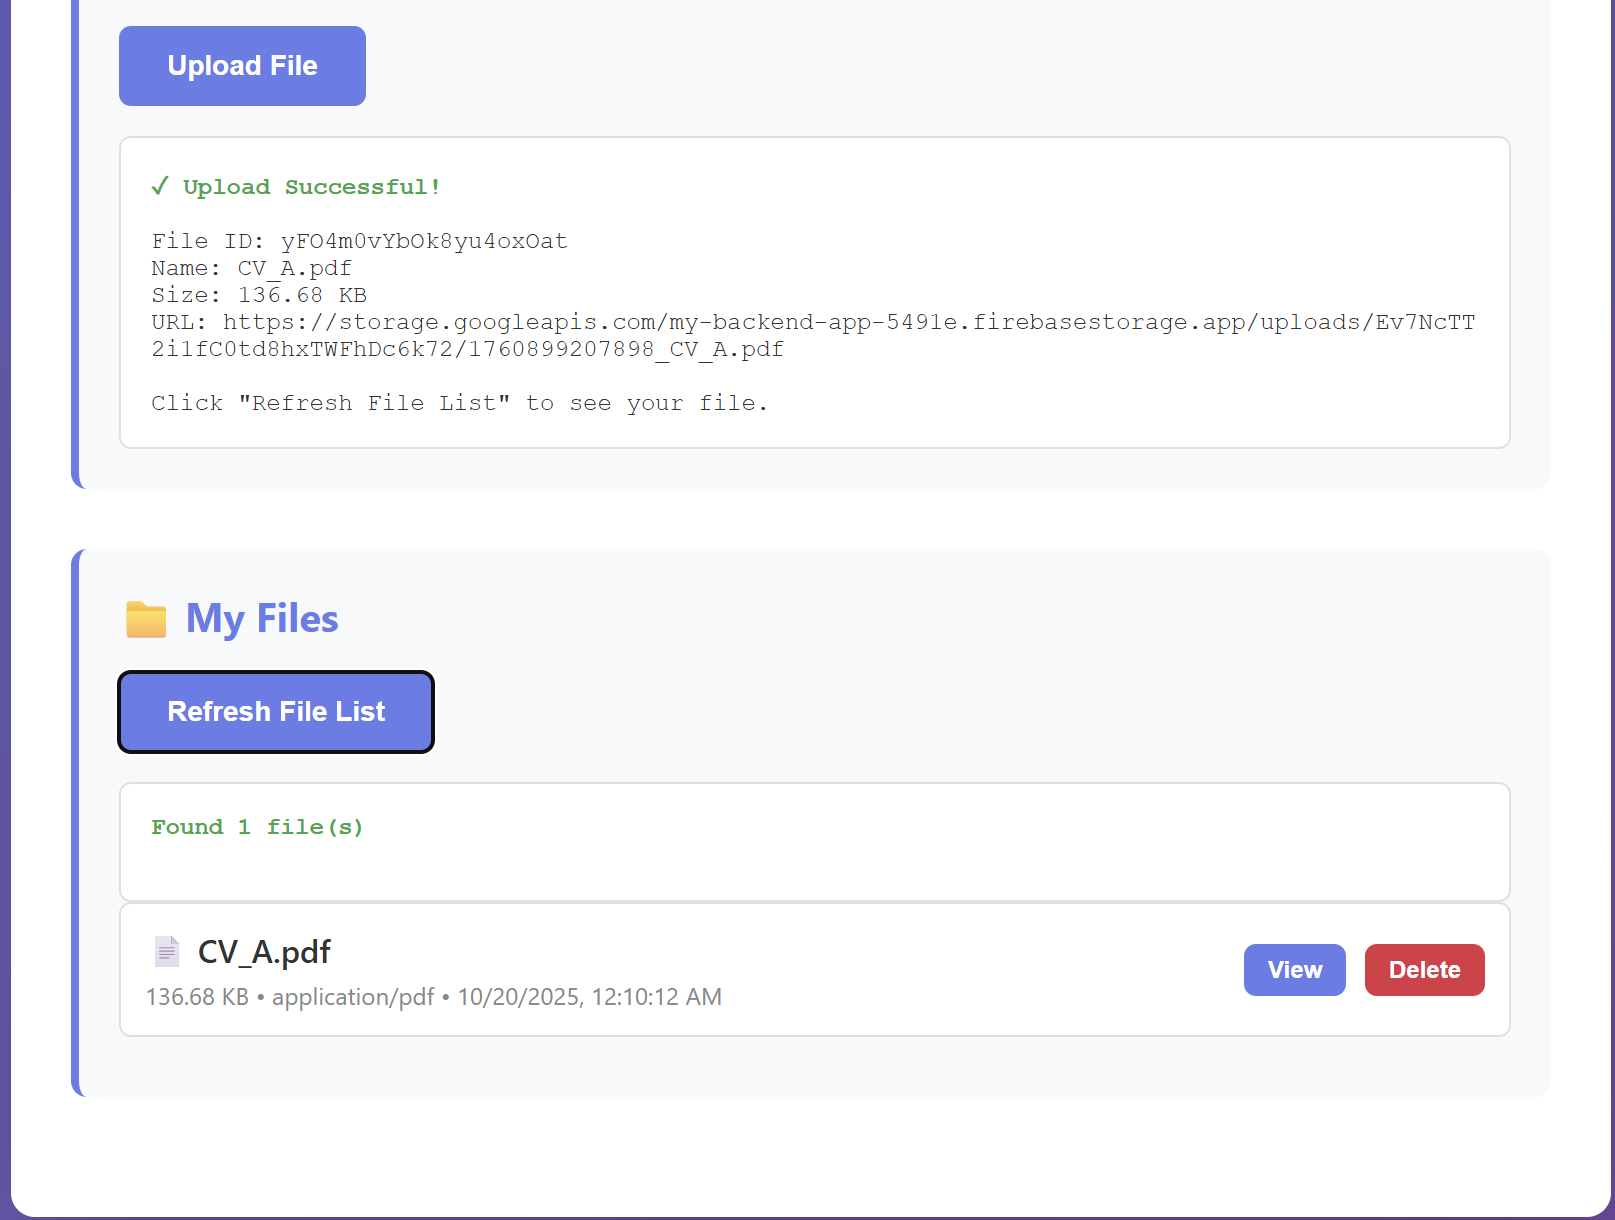 Upload File
✓ Upload Successful!
File ID: yFO4m0vYbOk8yu4oxOat
Name: CV_A.pdf
Size: 136.68 KB
URL: https://storage.googleapis.com/my-backend-app-5491e.firebasestorage.app/uploads/Ev7NcTT
2i1fC0td8hxTWFhDc6k72/1760899207898_CV_A.pdf
Click "Refresh File List" to see your file.
My Files
Refresh File List
Found 1 file(s)
CV_A.pdf
136.68 KB • application/pdf • 10/20/2025, 12:10:12 AM
View
Delete